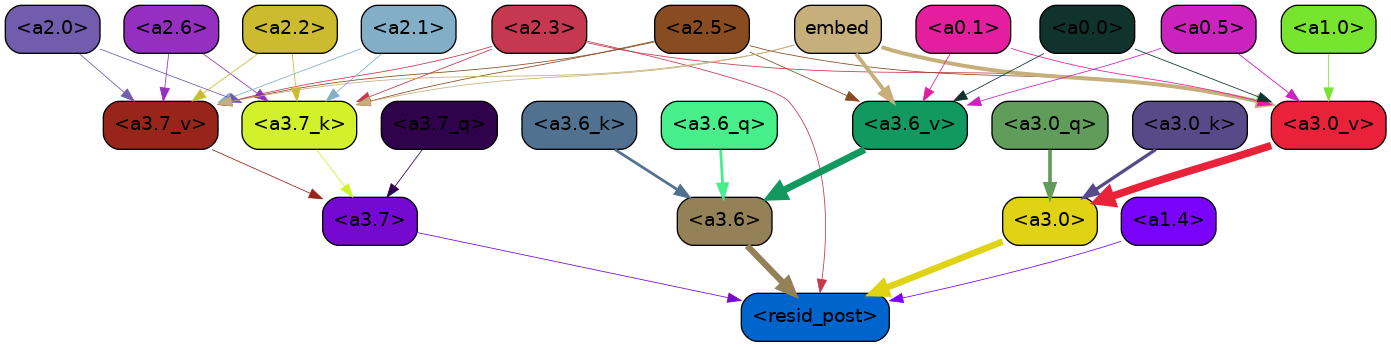 <a2.0> <a2.6> <a2.2> <a2.1> <a2.3> <a2.5> embed <a0.1> <a0.0> <a0.5> <a1.0>
<a3.7_v> <a3.7_k> <a3.7_q> <a3.6_k> <a3.6_q> <a3.6_v> <a3.0_q> <a3.0_k> <a3.0_v>
<a3.7> <a3.6> <a3.0> <a1.4>
<resid_post>